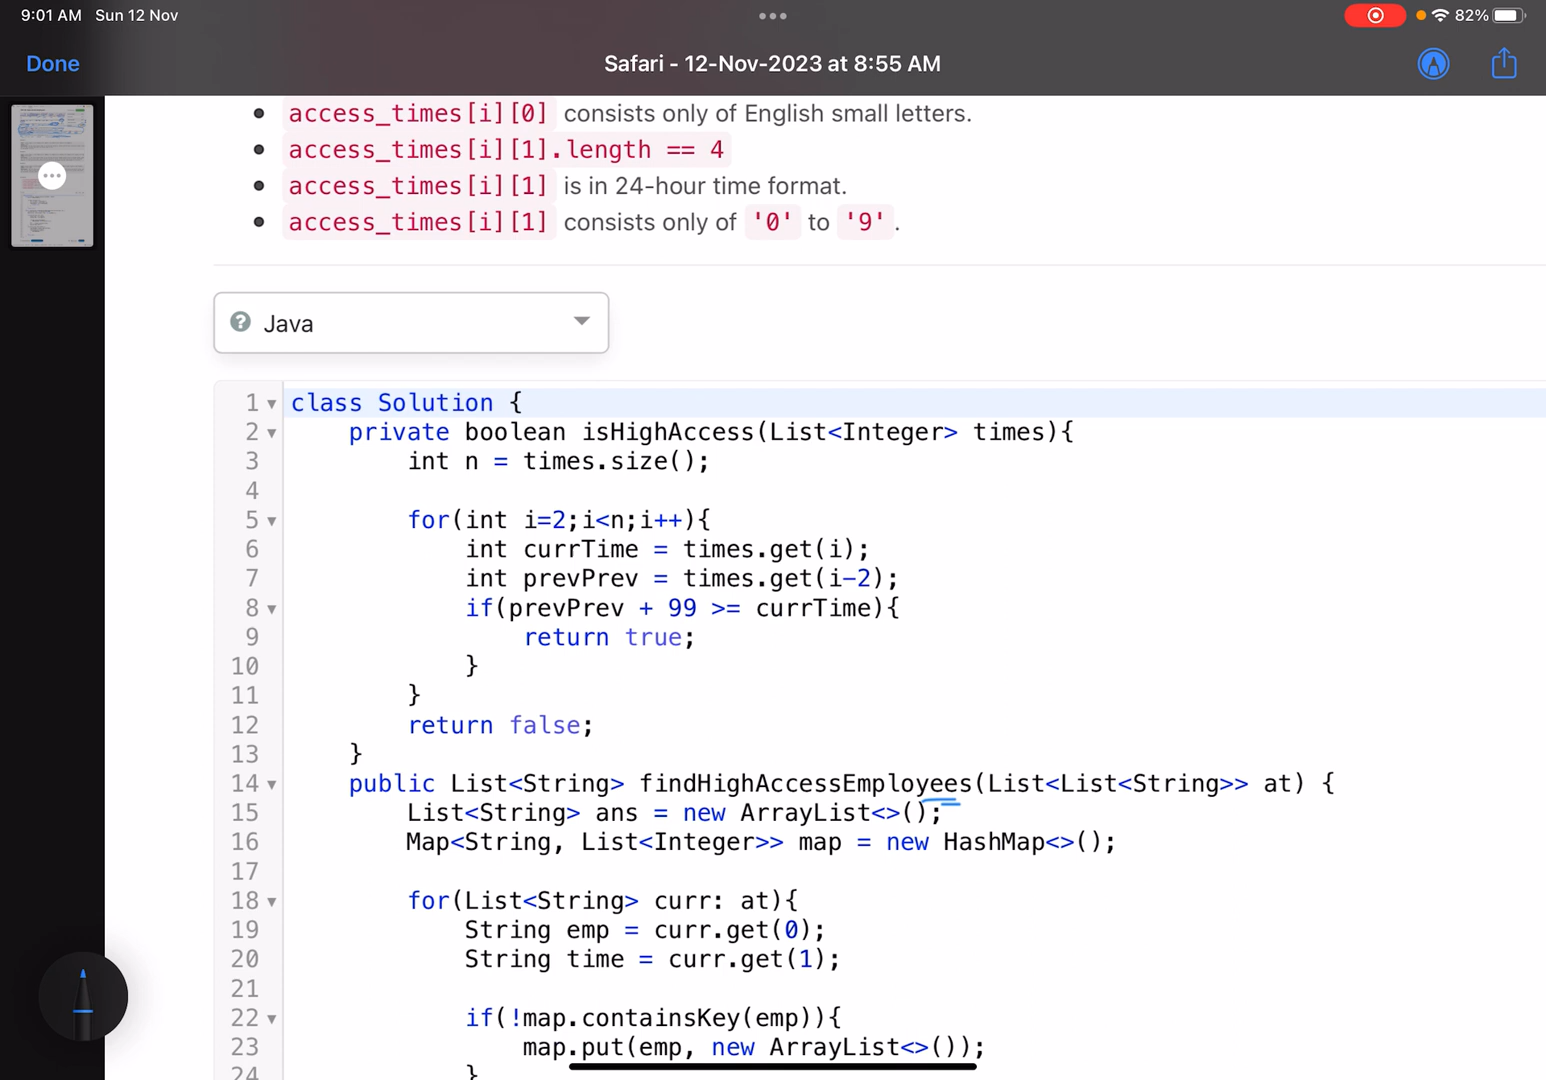 9:01 AM Sun 12 Nov
82%
Done
Safari - 12-Nov-2023 at 8:55 AM
access_times[i][0] consists only of English small letters.
access_times[i][1].length == 4
access_times[i][1] is in 24-hour time format.
access_times[i][1] consists only of '0' to '9'.
Java
1 class Solution {
2 private boolean isHighAccess(List<Integer> times){
3 int n = times.size();
4
5 for(int i=2;i<n;i++){
6 int currTime = times.get(i);
7 int prevPrev = times.get(i-2);
8 if(prevPrev + 99 >= currTime){
9 return true;
10 }
11 }
12 return false;
13 }
14 public List<String> findHighAccessEmployees(List<List<String>> at) {
15 List<String> ans = new ArrayList<>();
16 Map<String, List<Integer>> map = new HashMap<>();
17
18 for(List<String> curr: at){
19 String emp = curr.get(0);
20 String time = curr.get(1);
21
22 if(!map.containsKey(emp)){
23 map.put(emp, new ArrayList<>());
24 }